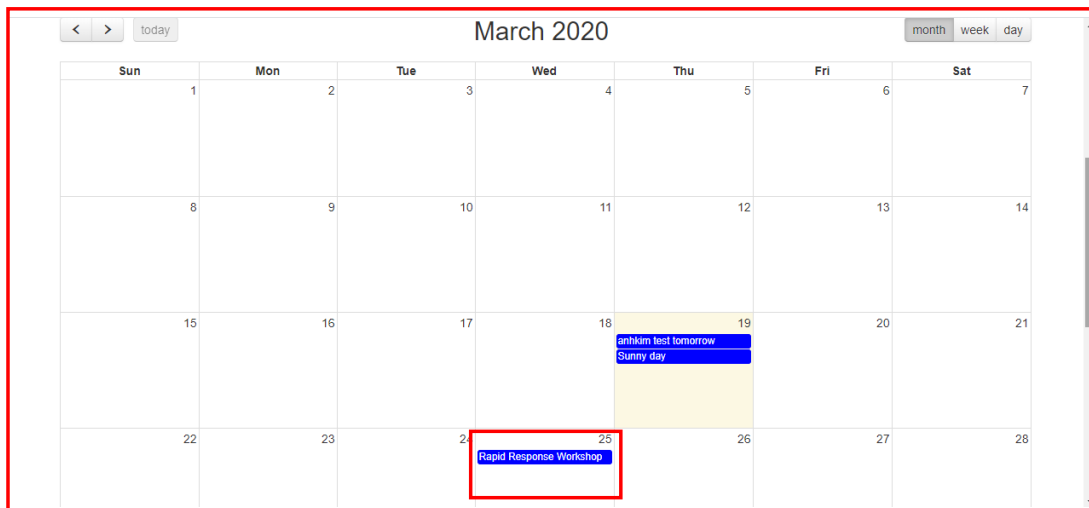 < > today March 2020 month week day
Sun Mon Tue Wed Thu Fri Sat
1 2 3 4 5 6 7
8 9 10 11 12 13 14
15 16 17 18 19 20 21
anhkim test tomorrow
Sunny day
22 23 24 25 26 27 28
Rapid Response Workshop